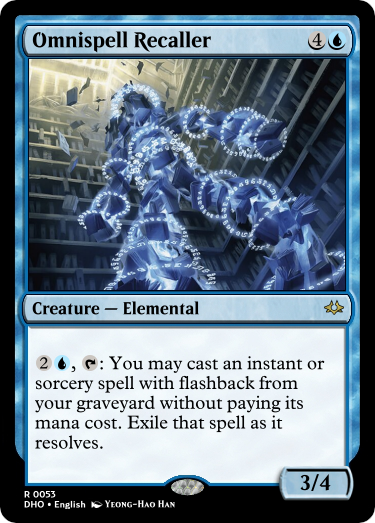 Omnispell Recaller 4
Creature — Elemental
2, : You may cast an instant or
sorcery spell with flashback from
your graveyard without paying its
mana cost. Exile that spell as it
resolves.
3/4
R 0053
DHO • English Yeong-Hao Han